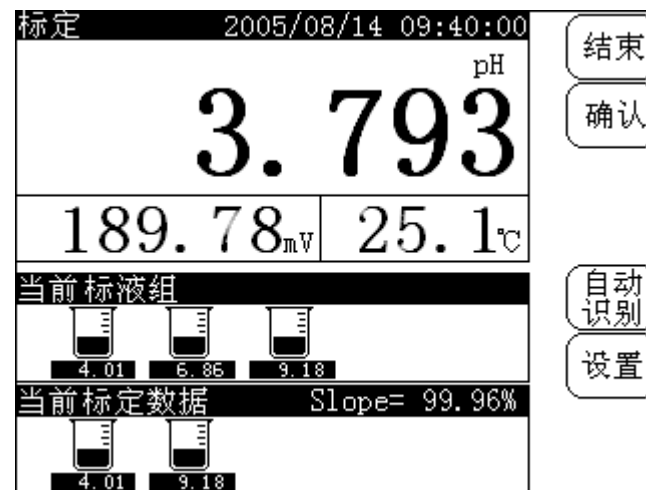 标定 2005/08/14 09:40:00
pH
3.793
189.78mV 25.1℃
当前标液组
4.01 6.86 9.18
当前标定数据 Slope= 99.96%
4.01 9.18
结束
确认
自动
识别
设置